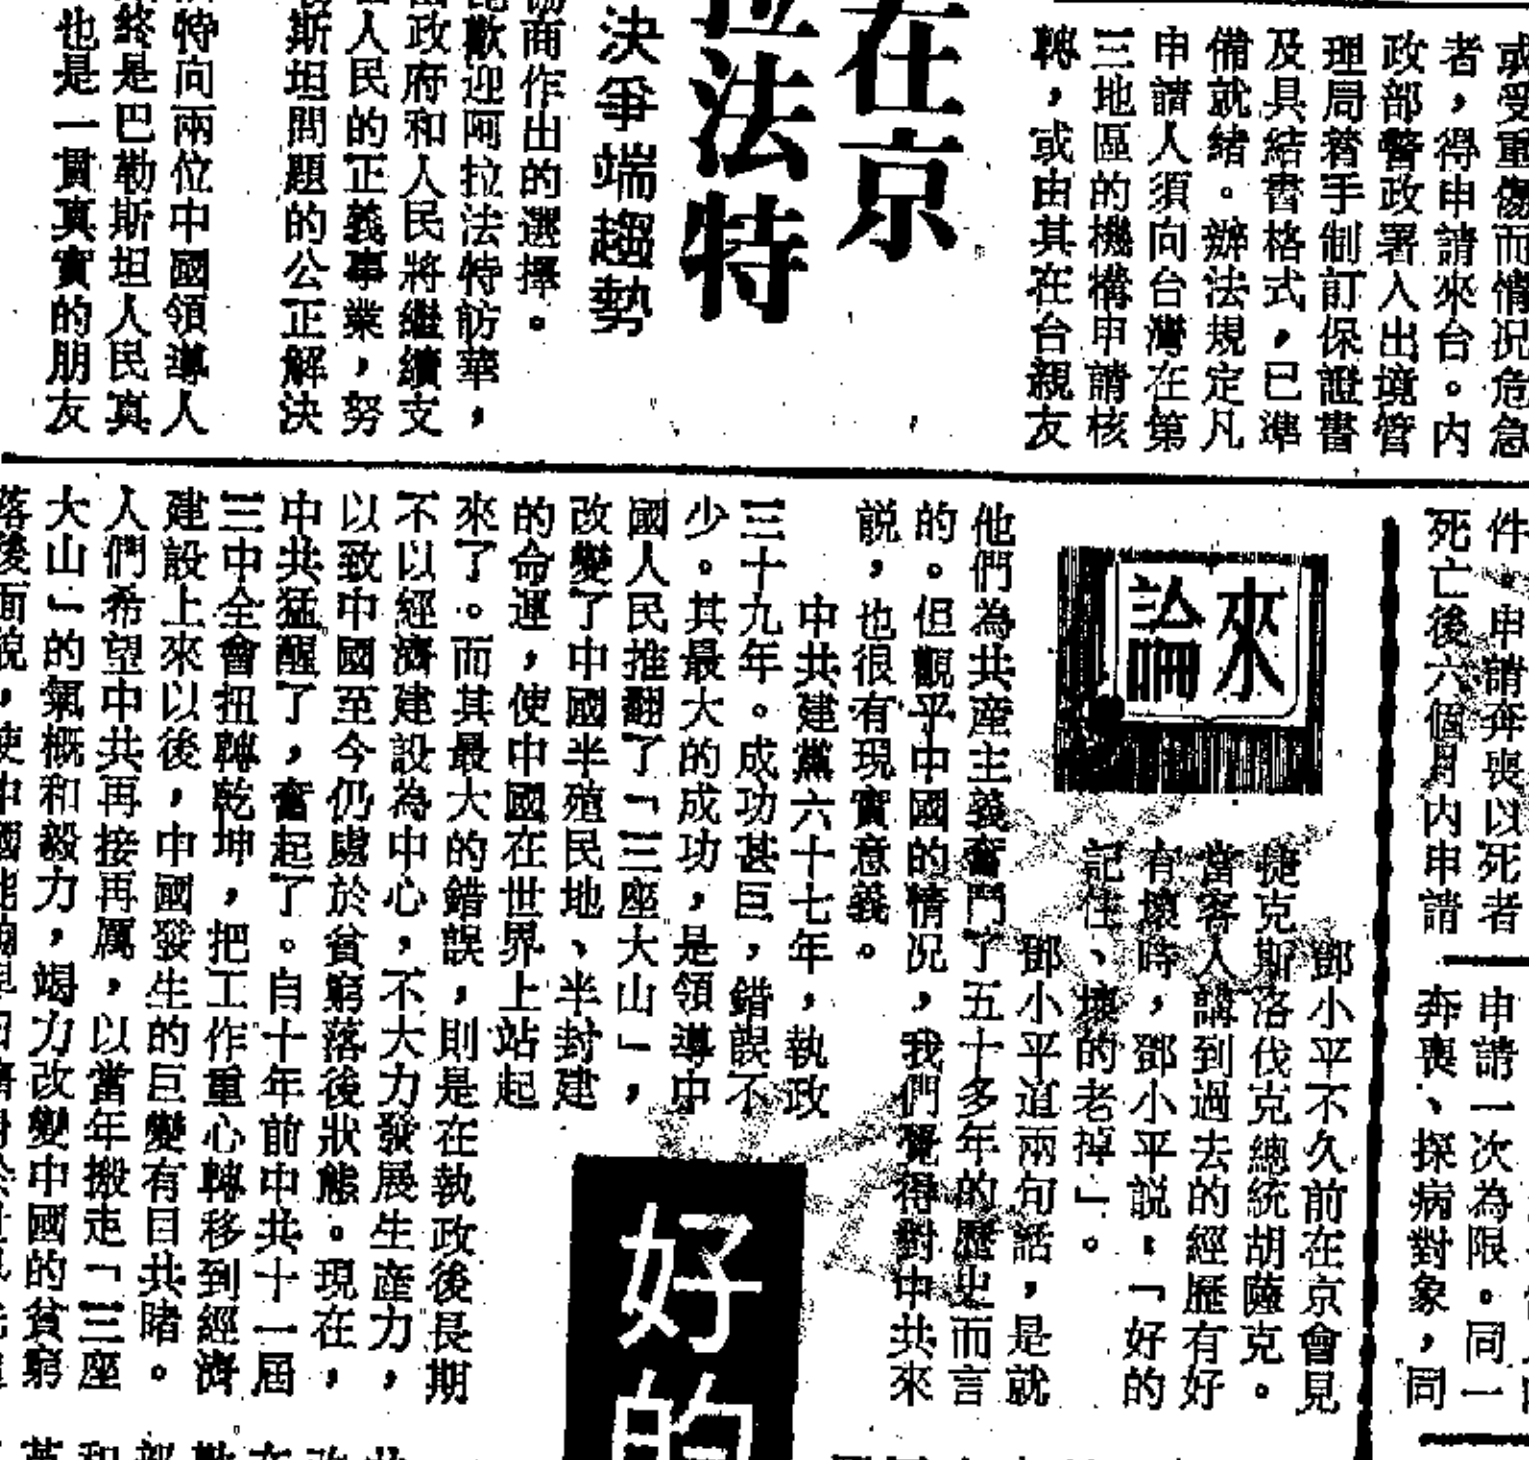 或受重傷而情況危急
者，得申請來台。内
政部警政署入出境管
理局着手制訂保證書
及具結書格式，已準
備就緒。辦法規定凡
申請人須向台灣在第
三地區的機構申請核
轉，或由其在台親友
在京
拉法特
決爭端趨勢
商作出的選擇。
歡迎阿拉法特訪華，
政府和人民將繼續支
人民的正義事業，努
斯坦問題的公正解決
特向兩位中國領導人
終是巴勒斯坦人民真
也是一貫真實的朋友
件。申請奔喪以死者
死亡後六個月内申請
申請一次為限。同一
奔喪、探病對象，同
來論
鄧小平不久前在京會見
捷克斯洛伐克總統胡薩克。
當客人講到過去的經歷有好
有壞時，鄧小平説：「好的
記住、壞的老掉」。
鄧小平道兩句話，是就
他們為共產主義奮鬥了五十多年的歷史而言
的。但觀乎中國的情況，我們覺得對中共來
説，也很有現實意義。
中共建黨六十七年，執政
三十九年。成功甚巨，錯誤不
少。其最大的成功，是領導中
國人民推翻了「三座大山」，
改變了中國半殖民地、半封建
的命運，使中國在世界上站起
來了。而其最大的錯誤，則是在執政後長期
不以經濟建設為中心，不大力發展生產力，
以致中國至今仍處於貧窮落後狀態。現在，
中共猛醒了，奮起了。自十年前中共十一屆
三中全會扭轉乾坤，把工作重心轉移到經濟
建設上來以後，中國發生的巨變有目共睹。
人們希望中共再接再厲，以當年搬走「三座
大山」的氣概和毅力，竭力改變中國的貧窮
落後面貌，使中國能夠早日
好的